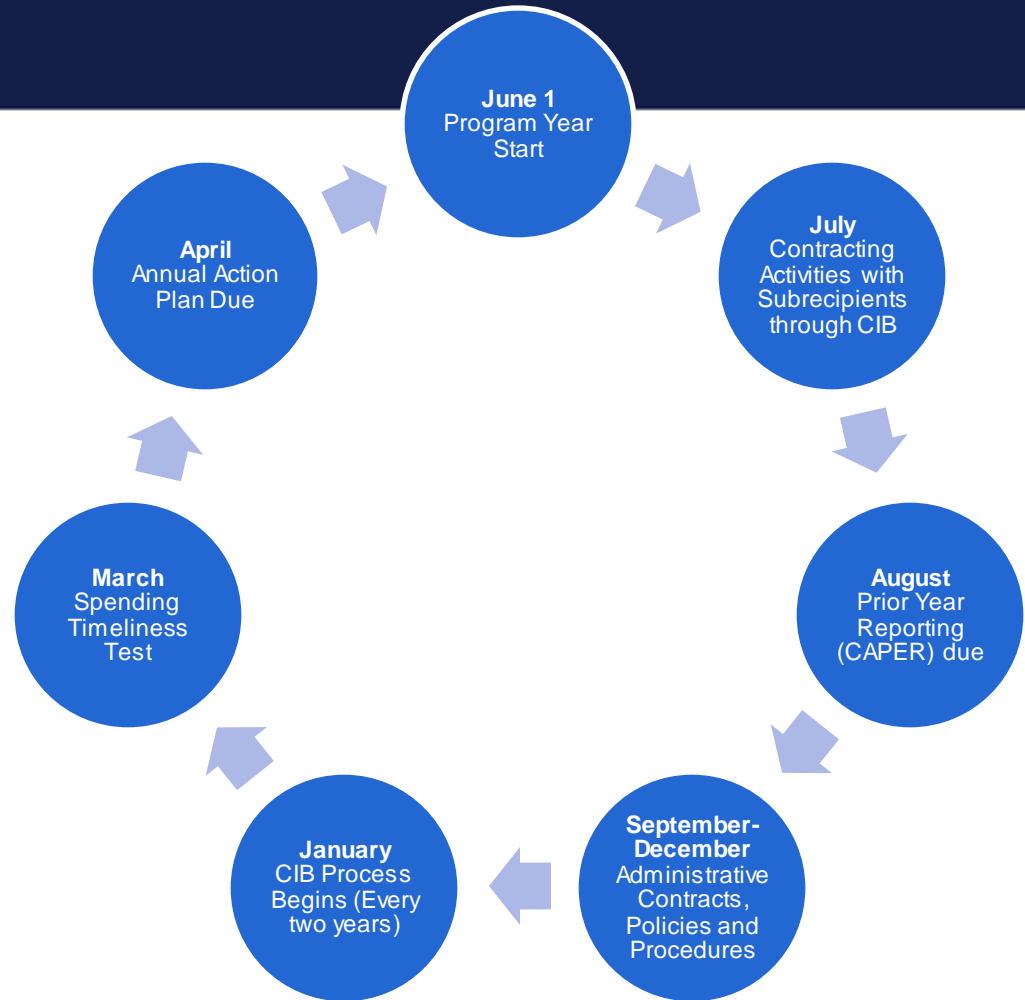 June 1
Program Year
Start
July
Contracting
Activities with
Subrecipients
through CIB
August
Prior Year
Reporting
(CAPER) due
September-
December
Administrative
Contracts,
Policies and
Procedures
January
CIB Process
Begins (Every
two years)
March
Spending
Timeliness
Test
April
Annual Action
Plan Due